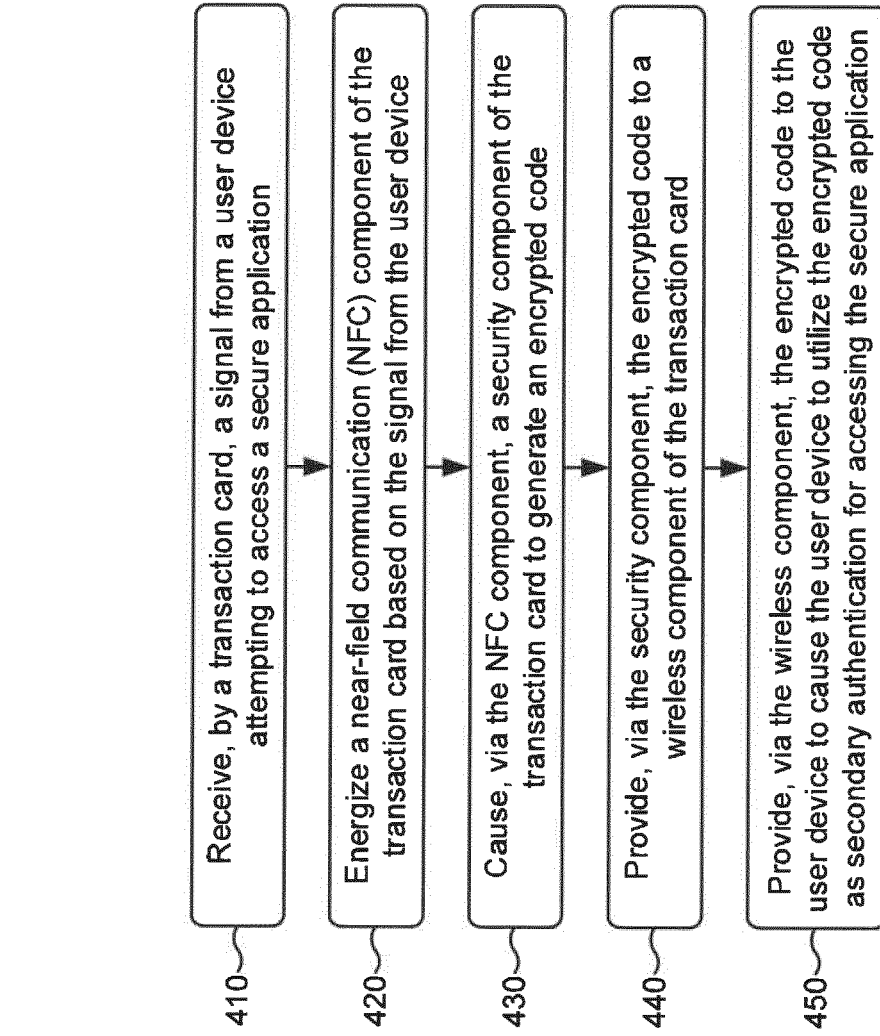 410
Receive, by a transaction card, a signal from a user device
attempting to access a secure application
420
Energize a near-field communication (NFC) component of the
transaction card based on the signal from the user device
430
Cause, via the NFC component, a security component of the
transaction card to generate an encrypted code
440
Provide, via the security component, the encrypted code to a
wireless component of the transaction card
450
Provide, via the wireless component, the encrypted code to the
user device to cause the user device to utilize the encrypted code
as secondary authentication for accessing the secure application